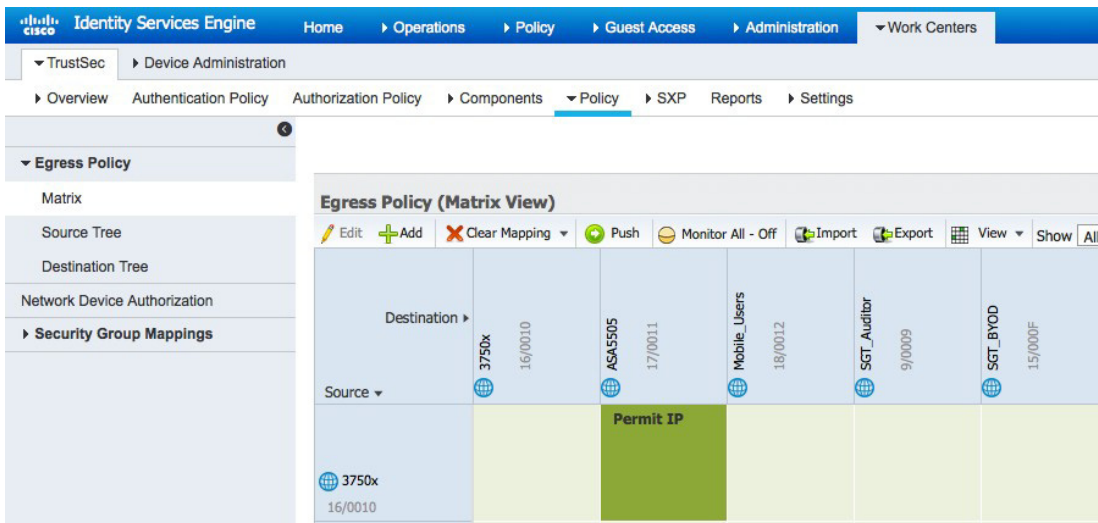 cisco Identity Services Engine Home Operations Policy Guest Access Administration Work Centers
TrustSec Device Administration
Overview Authentication Policy Authorization Policy Components Policy SXP Reports Settings
Egress Policy
Matrix
Source Tree
Destination Tree
Network Device Authorization
Security Group Mappings
Egress Policy (Matrix View)
Edit Add Clear Mapping Push Monitor All - Off Import Export View Show All
Destination
Source
3750x 16/0010
ASA5505 17/0011
Mobile_Users 18/0012
SGT_Auditor 9/0009
SGT_BYOD 15/000F
Permit IP
3750x
16/0010